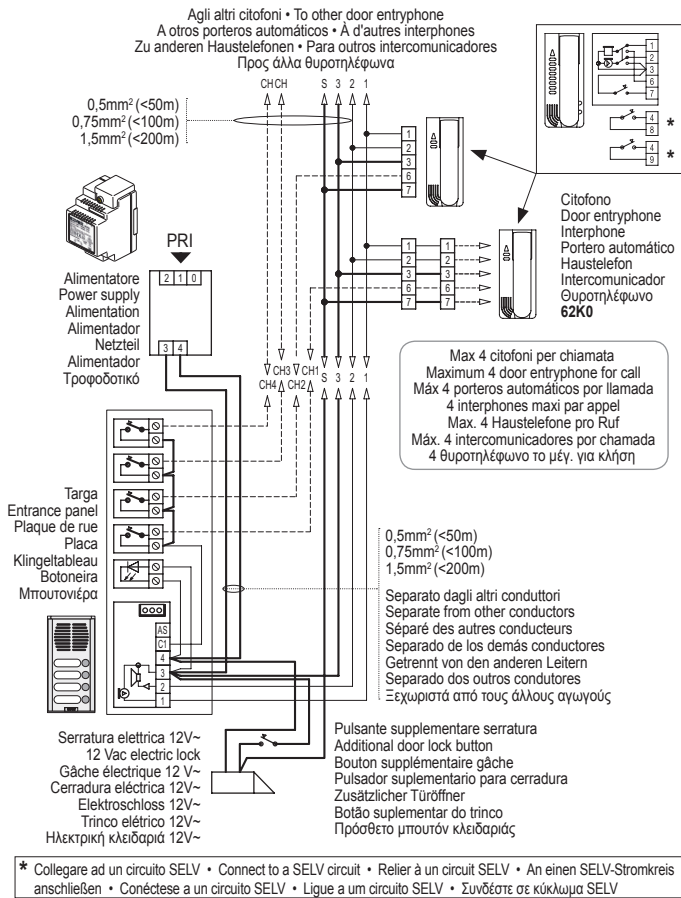 Agli altri citofoni • To other door entryphone
A otros porteros automáticos • À d'autres interphones
Zu anderen Haustelefonen • Para outros intercomunicadores
Προς άλλα θυροτηλέφωνα
CH CH S 3 2 1
0,5mm² (<50m)
0,75mm² (<100m)
1,5mm² (<200m)
1
2
3
6
7
4
8
*
4
9
*
1
2
3
6
7
Citofono
Door entryphone
Interphone
Portero automático
Haustelefon
Intercomunicador
Θυροτηλέφωνο
62K0
1 1
2 2
3 3
6 6
7 7
PRI
2 1 0
3 4
Alimentatore
Power supply
Alimentation
Alimentador
Netzteil
Alimentador
Τροφοδοτικό
CH3 CH1 S 3 2 1
CH4 CH2
Max 4 citofoni per chiamata
Maximum 4 door entryphone for call
Máx 4 porteros automáticos por llamada
4 interphones maxi par appel
Max. 4 Haustelefone pro Ruf
Máx. 4 intercomunicadores por chamada
4 θυροτηλέφωνο το μέγ. για κλήση
Targa
Entrance panel
Plaque de rue
Placa
Klingeltableau
Botoneira
Μπουτονιέρα
AS
C1
4
3
2
1
0,5mm² (<50m)
0,75mm² (<100m)
1,5mm² (<200m)
Separato dagli altri conduttori
Separate from other conductors
Séparé des autres conducteurs
Separado de los demás conductores
Getrennt von den anderen Leitern
Separado dos outros condutores
Ξεχωριστά από τους άλλους αγωγούς
Serratura elettrica 12V~
12 Vac electric lock
Gâche électrique 12 V~
Cerradura eléctrica 12V~
Elektroschloss 12V~
Trinco elétrico 12V~
Ηλεκτρική κλειδαριά 12V~
Pulsante supplementare serratura
Additional door lock button
Bouton supplémentaire gâche
Pulsador suplementario para cerradura
Zusätzlicher Türöffner
Botão suplementar do trinco
Πρόσθετο μπουτόν κλειδαριάς
* Collegare ad un circuito SELV • Connect to a SELV circuit • Relier à un circuit SELV • An einen SELV-Stromkreis
anschließen • Conéctese a un circuito SELV • Ligue a um circuito SELV • Συνδέστε σε κύκλωμα SELV